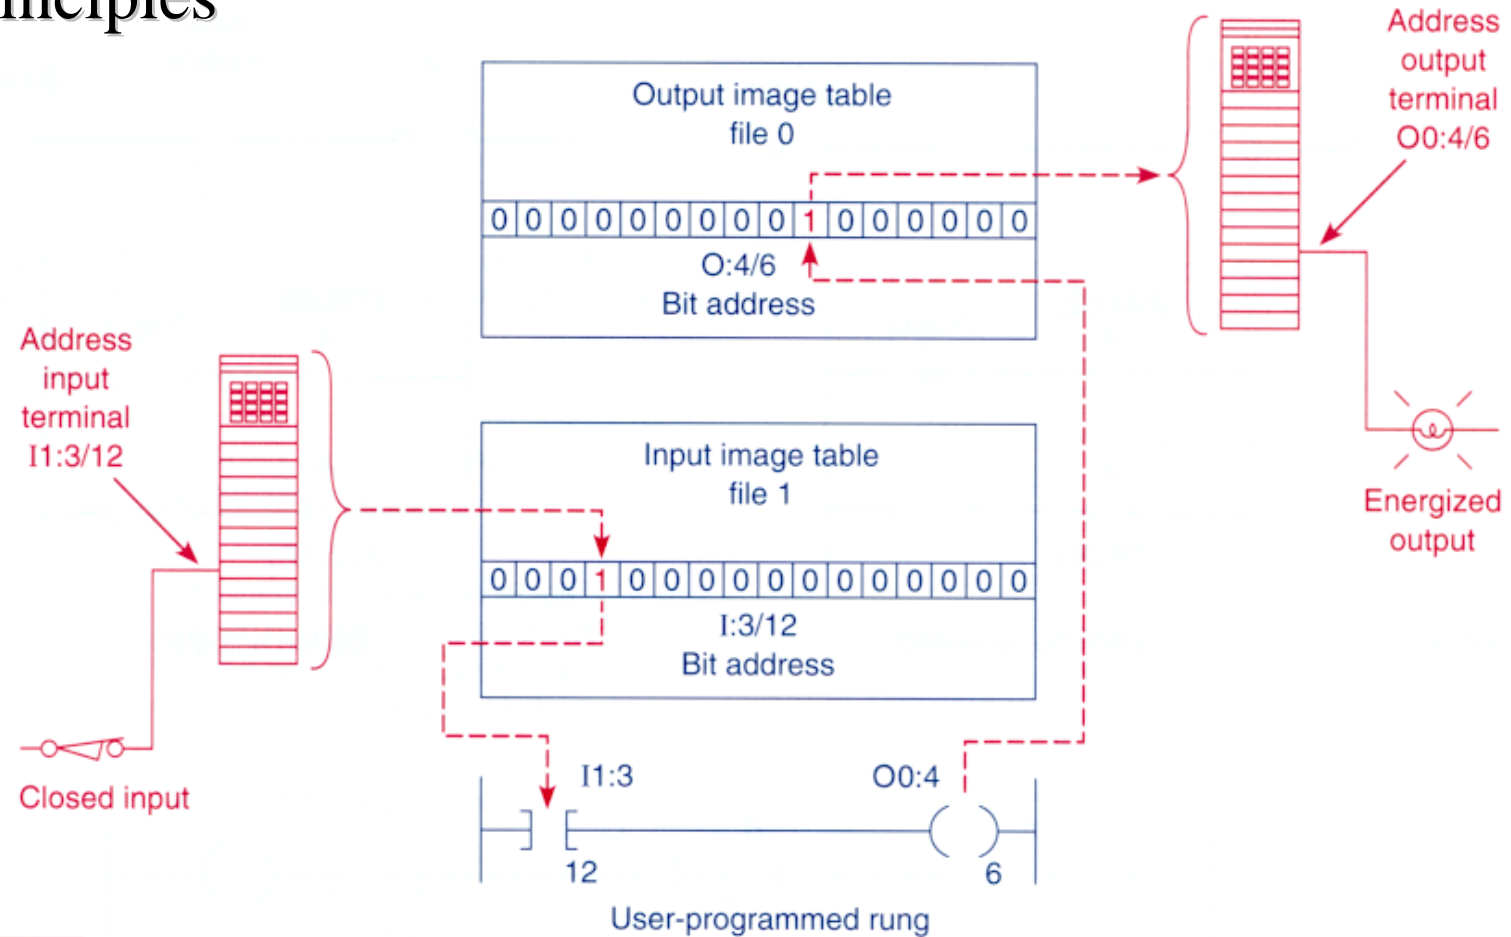 Output image table
file 0
0 0 0 0 0 0 0 0 0 1 0 0 0 0 0 0
O:4/6
Bit address
Address
output
terminal
O0:4/6
Energized
output
Address
input
terminal
I1:3/12
Closed input
Input image table
file 1
0 0 0 1 0 0 0 0 0 0 0 0 0 0 0 0
I:3/12
Bit address
I1:3
O0:4
12
6
User-programmed rung